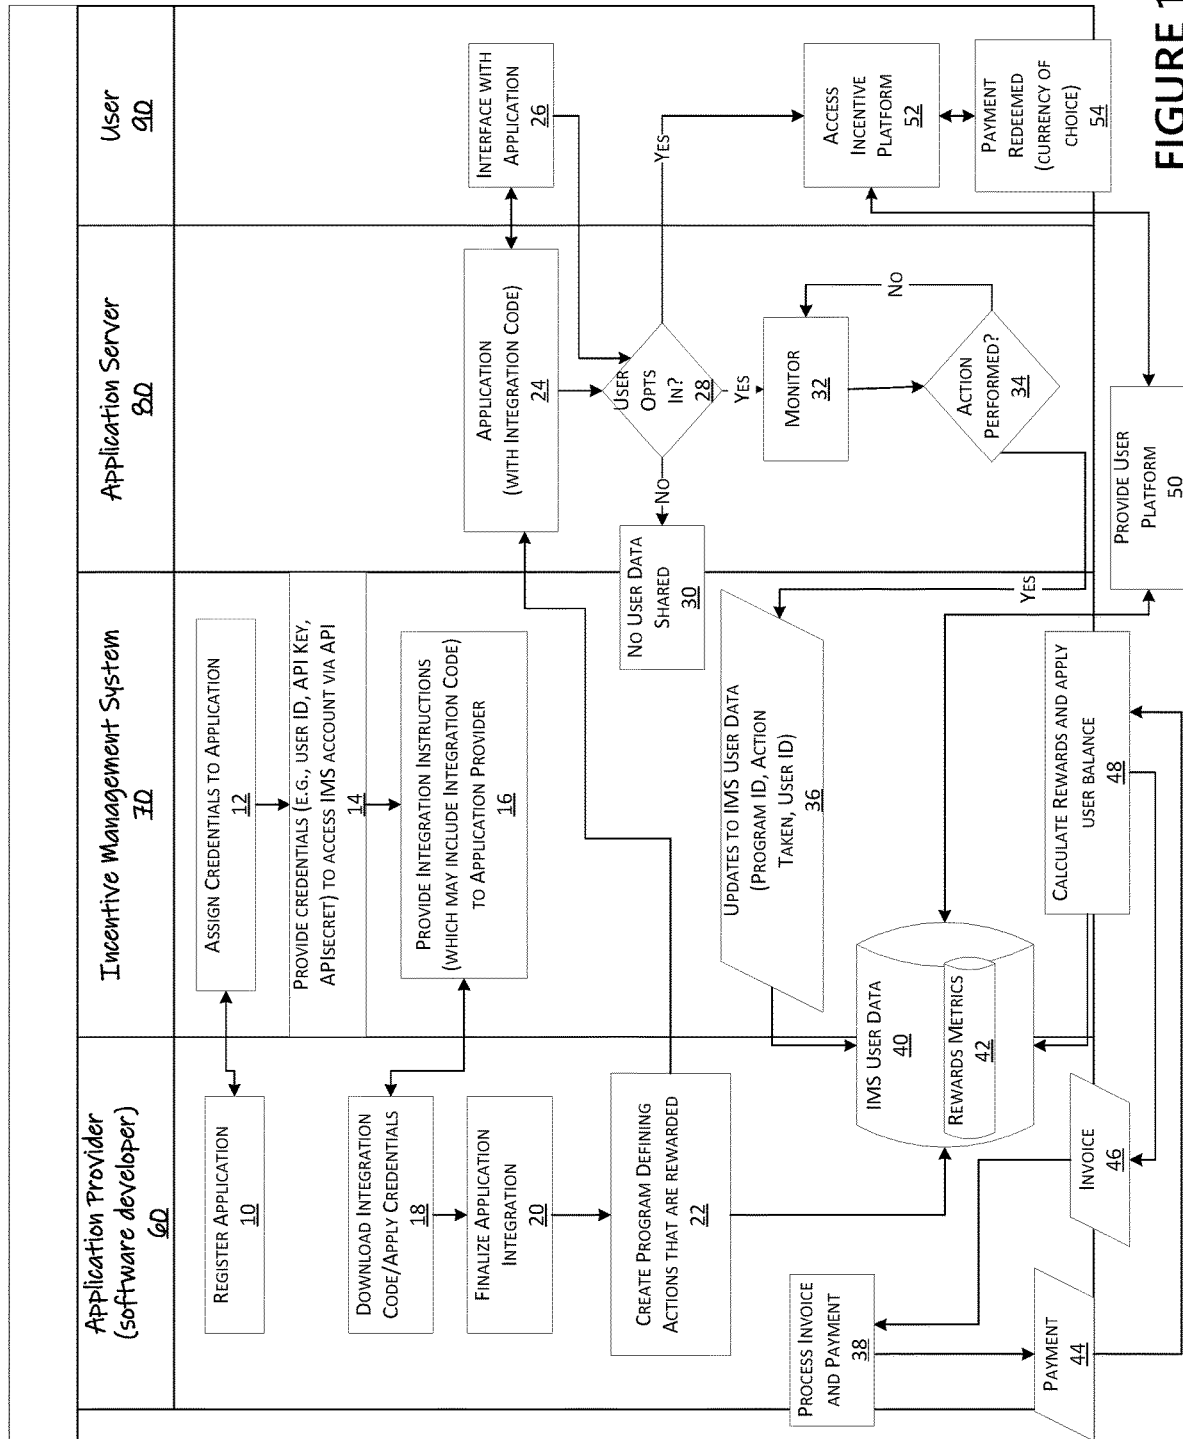 Application Provider
(software developer)
60
Incentive Management System
70
Application Server
80
User
90
REGISTER APPLICATION
10
ASSIGN CREDENTIALS TO APPLICATION
12
PROVIDE CREDENTIALS (E.G., USER ID, API KEY,
APISECRET) TO ACCESS IMS ACCOUNT VIA API
14
PROVIDE INTEGRATION INSTRUCTIONS
(WHICH MAY INCLUDE INTEGRATION CODE)
TO APPLICATION PROVIDER
16
DOWNLOAD INTEGRATION
CODE/APPLY CREDENTIALS
18
FINALIZE APPLICATION
INTEGRATION
20
CREATE PROGRAM DEFINING
ACTIONS THAT ARE REWARDED
22
APPLICATION
(WITH INTEGRATION CODE)
24
INTERFACE WITH
APPLICATION
26
USER
OPTS
IN?
28
NO
YES
YES
NO USER DATA
SHARED
30
MONITOR
32
ACTION
PERFORMED?
34
NO
YES
UPDATES TO IMS USER DATA
(PROGRAM ID, ACTION
TAKEN, USER ID)
36
PROCESS INVOICE
AND PAYMENT
38
IMS USER DATA
40
REWARDS METRICS
42
PAYMENT
44
INVOICE
46
CALCULATE REWARDS AND APPLY
USER BALANCE
48
PROVIDE USER
PLATFORM
50
ACCESS
INCENTIVE
PLATFORM
52
PAYMENT
REDEEMED
(CURRENCY OF
CHOICE)
54
FIGURE 1